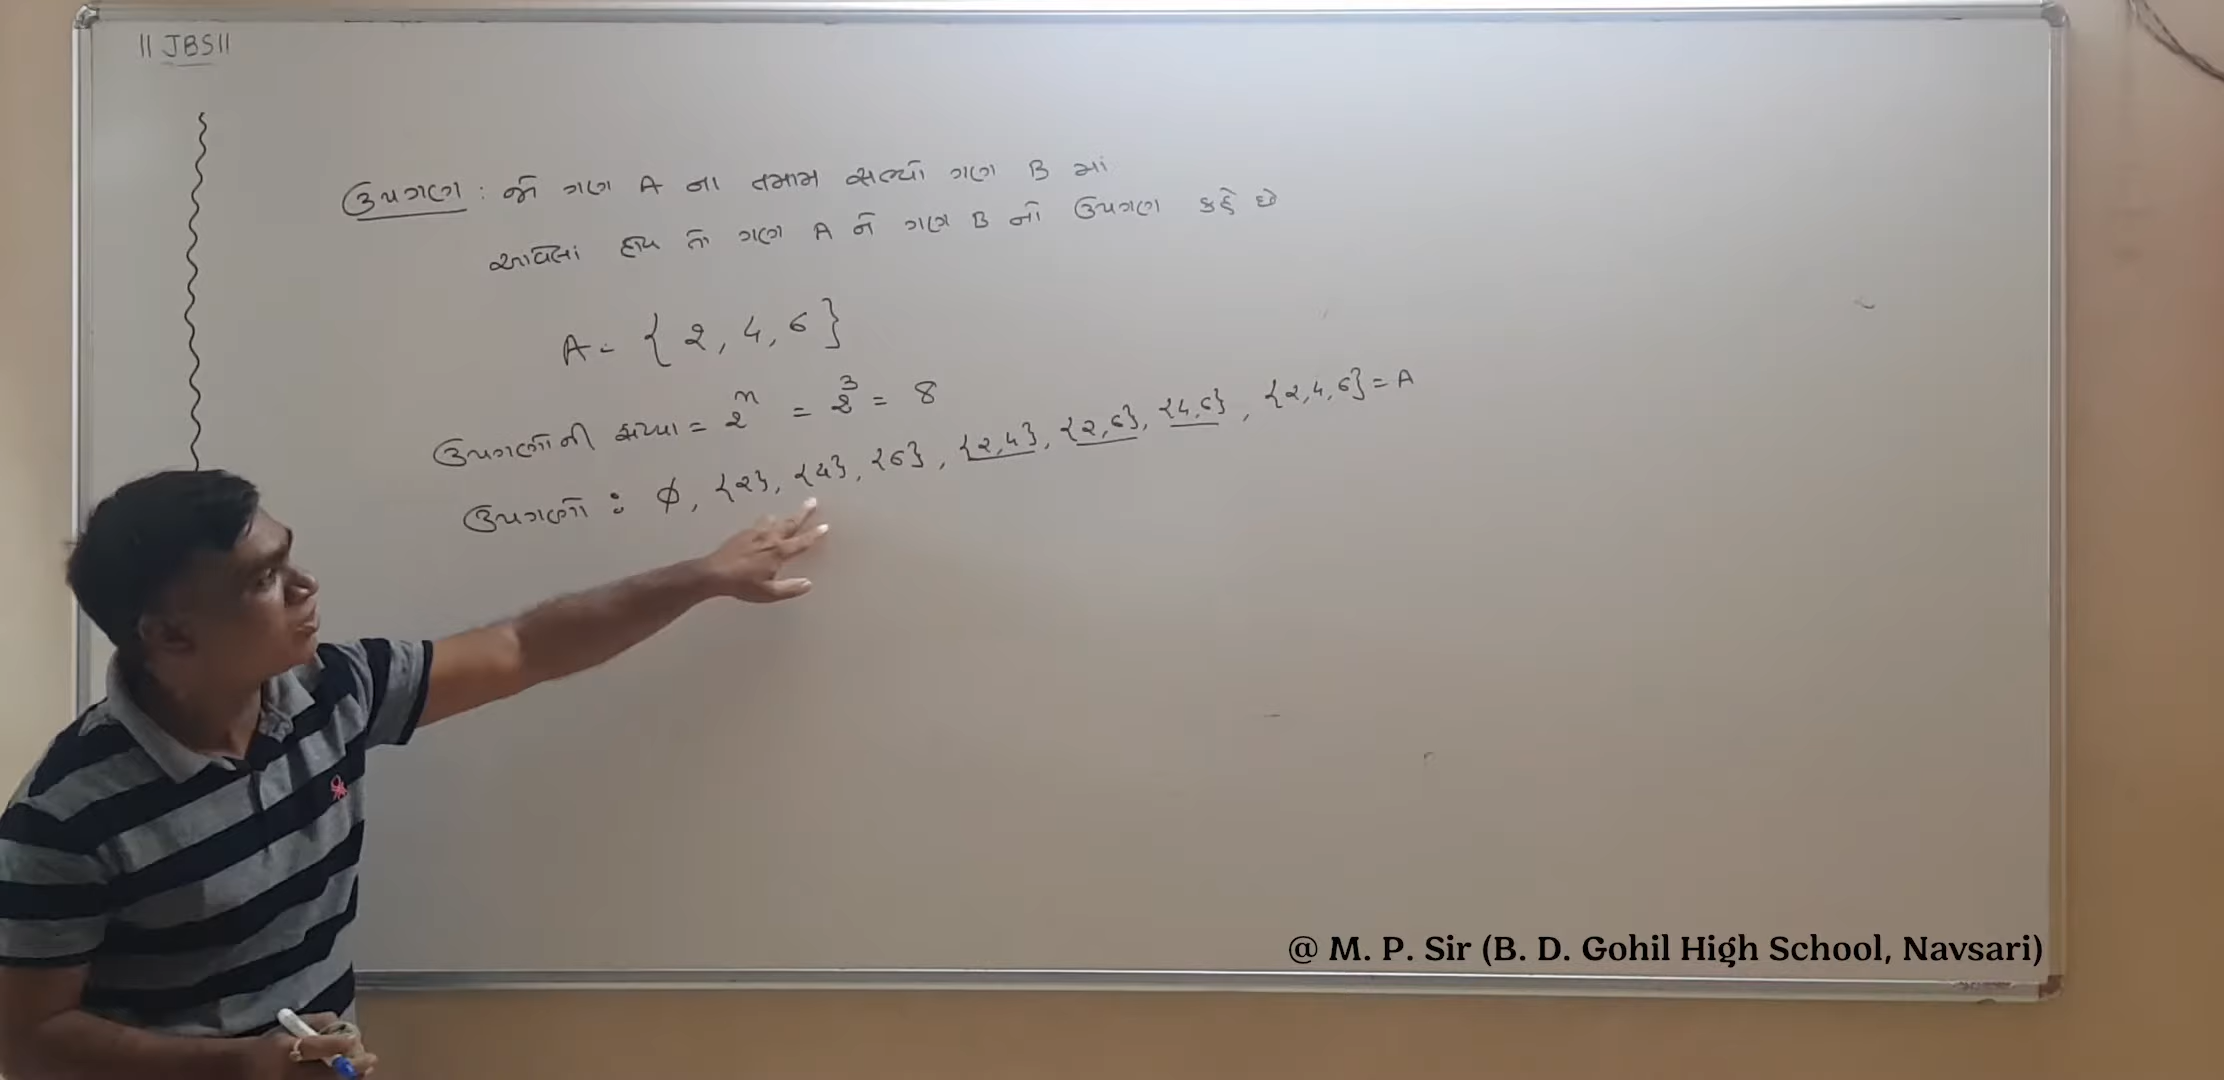 || JBS ||
ઉપગણ : જો ગણ A ના તમામ સભ્યો ગણ B માં
આવેલાં હોય તો ગણ A ને ગણ B નો ઉપગણ કહે છે
A = { 2, 4, 6 }
ઉપગણોની સંખ્યા = 2ⁿ = 2³ = 8
ઉપગણો : ϕ, {2}, {4}, {6}, {2,4}, {2,6}, {4,6}, {2,4,6} = A
@ M. P. Sir (B. D. Gohil High School, Navsari)